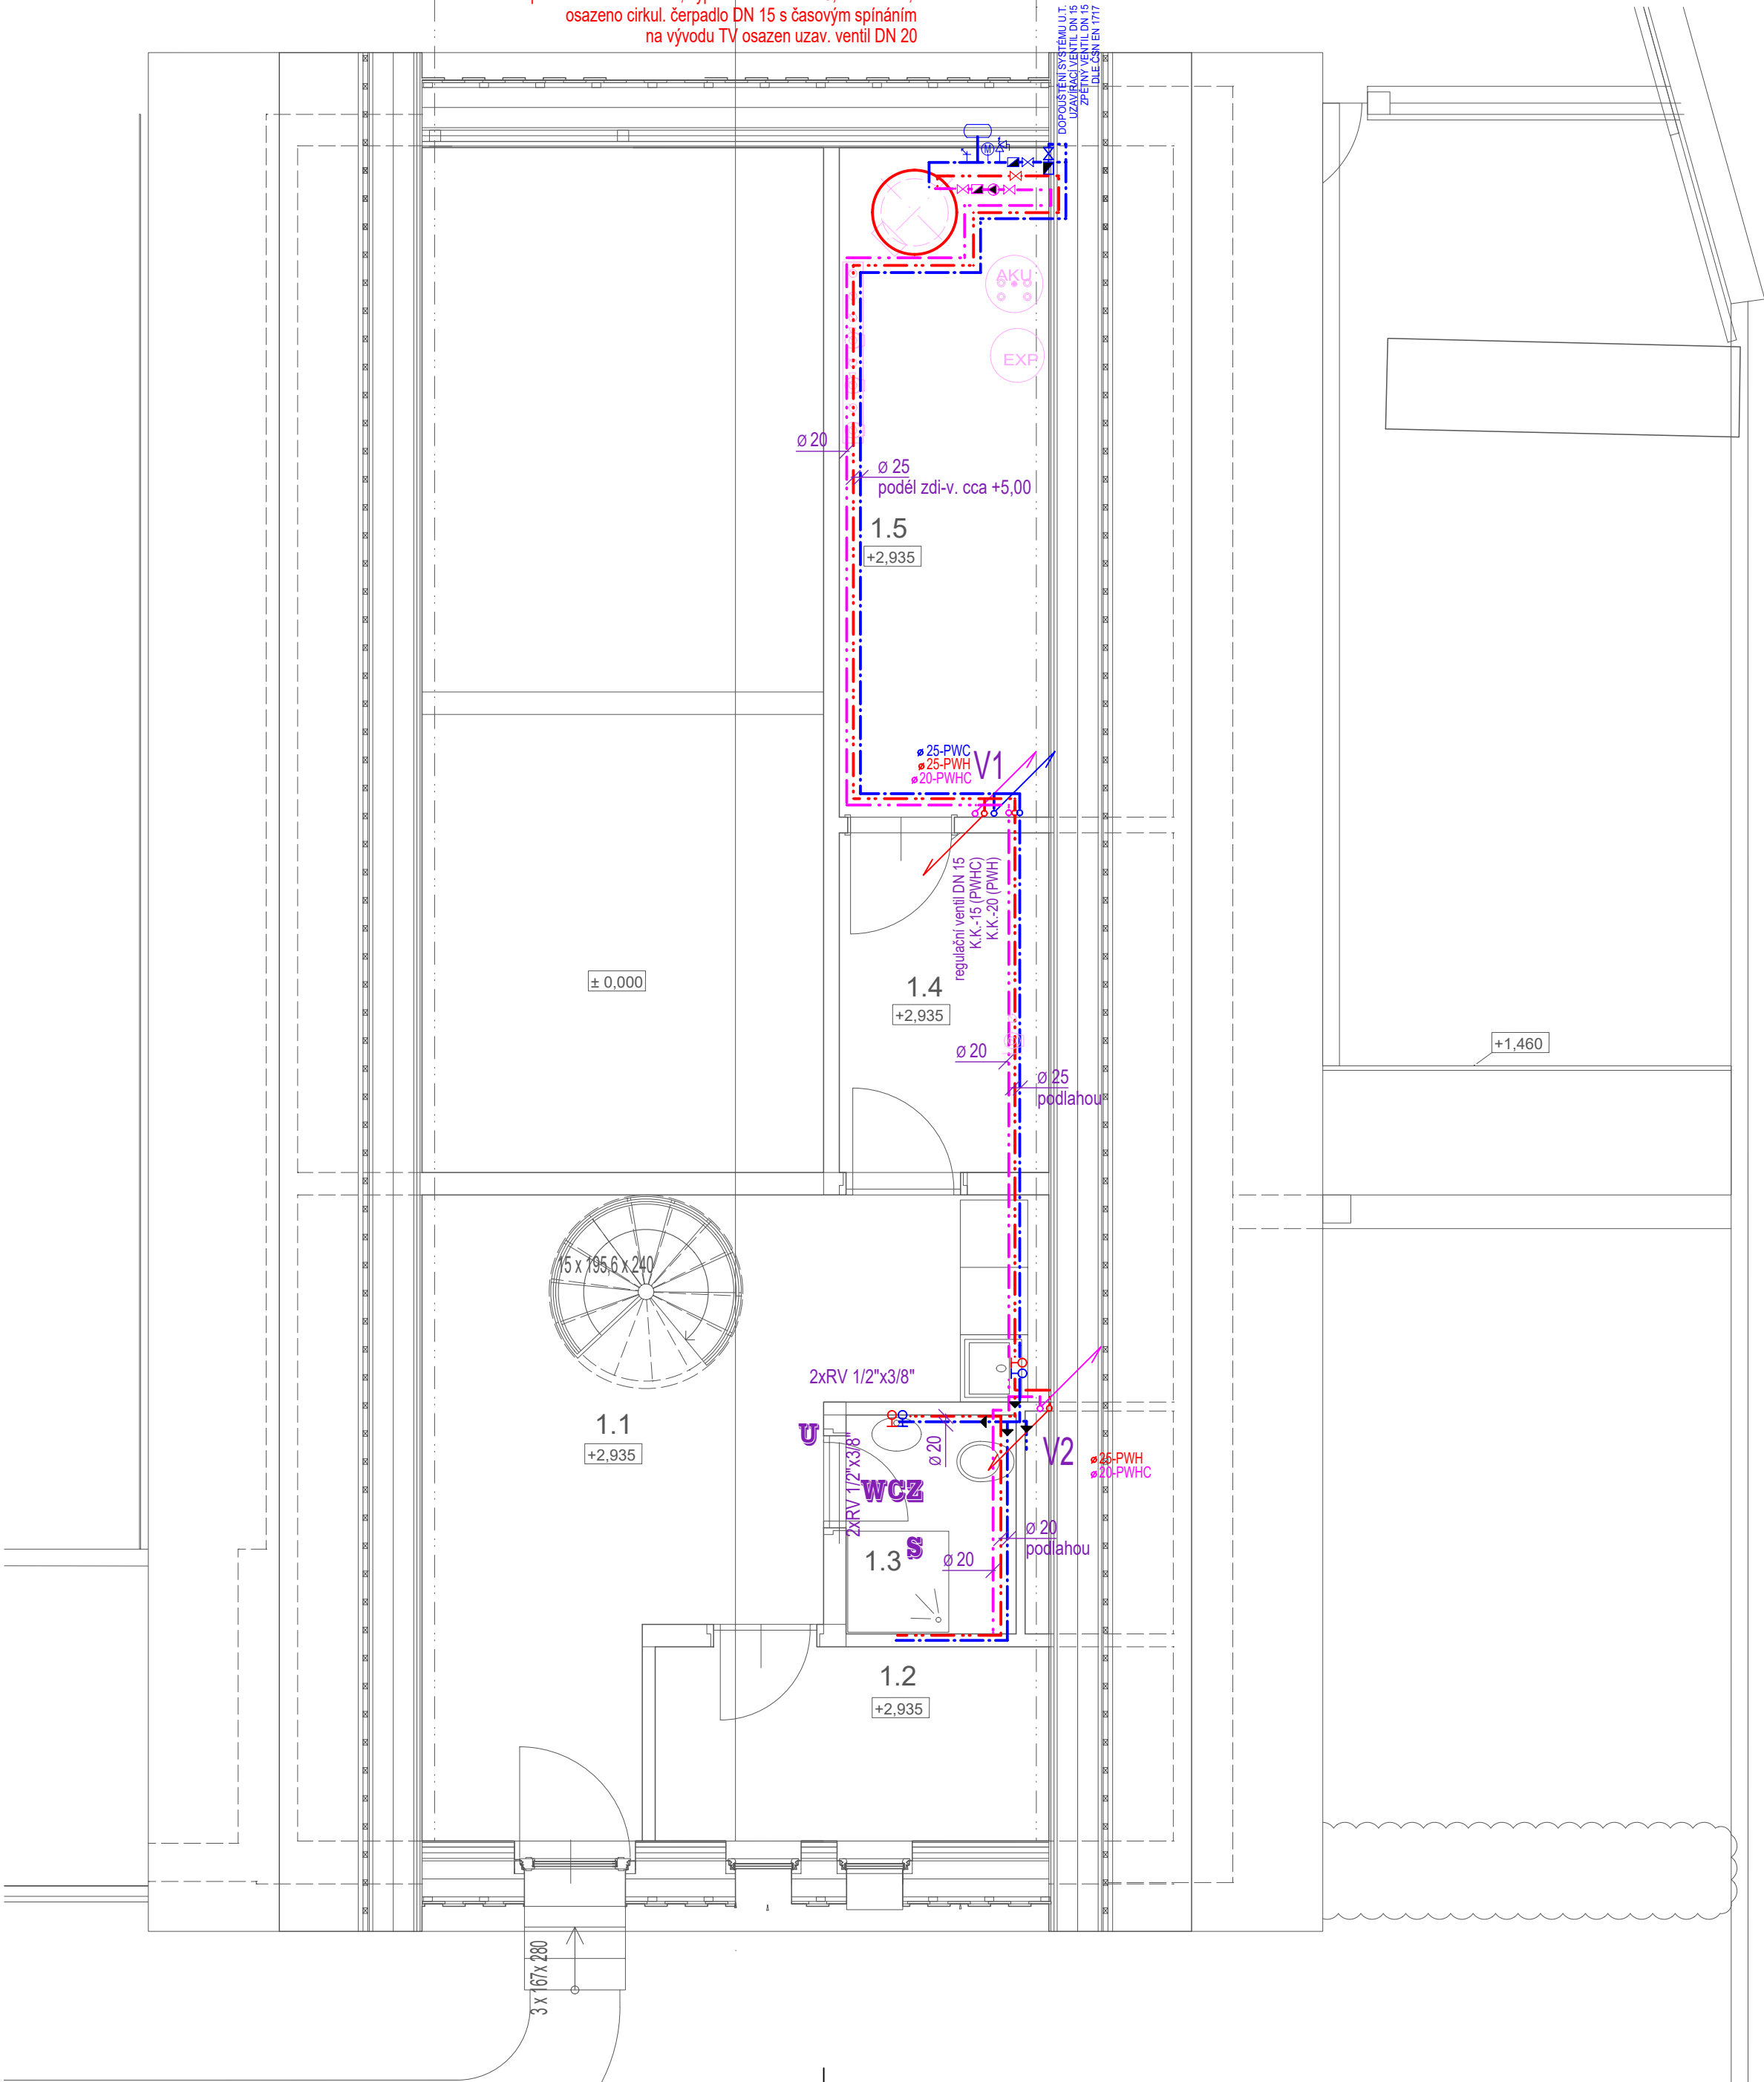 osazeno cirkul. čerpadlo DN 15 s časovým spínáním
na vývodu TV osazen uzav. ventil DN 20
DOPOUŠTĚNÍ SYSTÉMU U.T.
UZAVÍRACÍ VENTIL DN 15
ZPĚTNÝ VENTIL DN 15
DLE ČSN EN 1717
M
AKU
EXP
Ø 20
Ø 25
podél zdi-v. cca +5,00
1.5
+2,935
ø 25-PWC
ø 25-PWH
ø 20-PWHC
V1
regulační ventil DN 15
K.K.-15 (PWHC)
K.K.-20 (PWH)
± 0,000
1.4
+2,935
+1,460
Ø 20
Ø 25
podlahou
15 x 195,6 x 240
2xRV 1/2"x3/8"
1.1
+2,935
U
2xRV 1/2"x3/8"
Ø 20
V2
ø 25-PWH
ø 20-PWHC
WCZ
Ø 20
podlahou
S
1.3
Ø 20
1.2
+2,935
3 x 167x 280